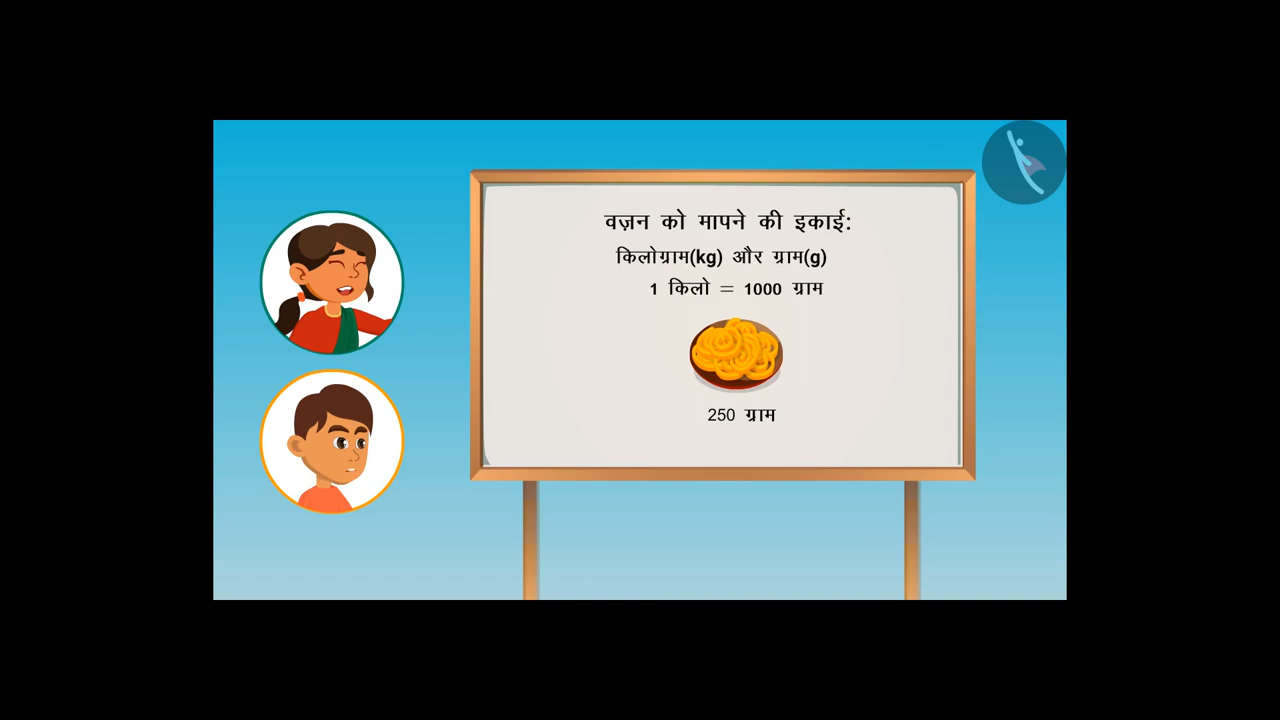 वज़न को मापने की इकाई:
किलोग्राम(kg) और ग्राम(g)
1 किलो = 1000 ग्राम
250 ग्राम